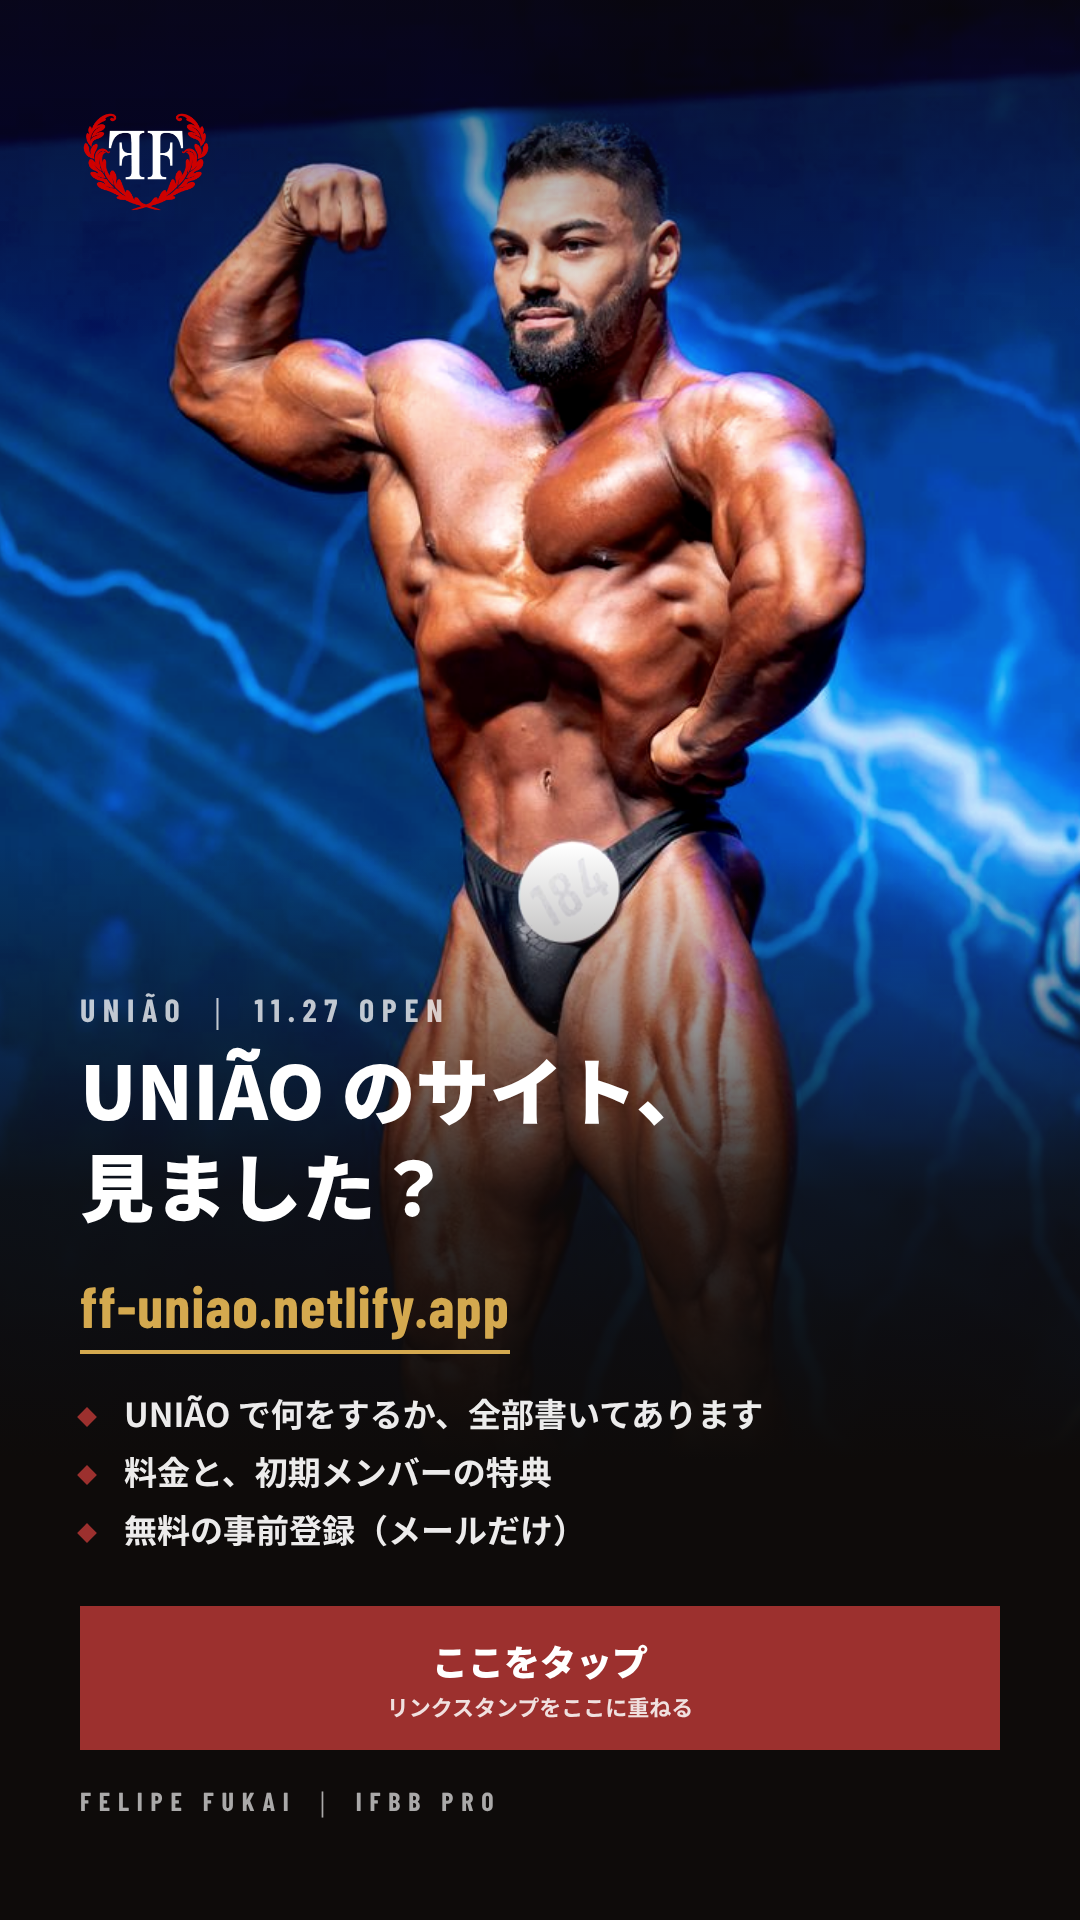 FF
184
UNIÃO | 11.27 OPEN
UNIÃO のサイト、
見ました？
ff-uniao.netlify.app
UNIÃO で何をするか、全部書いてあります
料金と、初期メンバーの特典
無料の事前登録（メールだけ）
ここをタップ
リンクスタンプをここに重ねる
FELIPE FUKAI | IFBB PRO